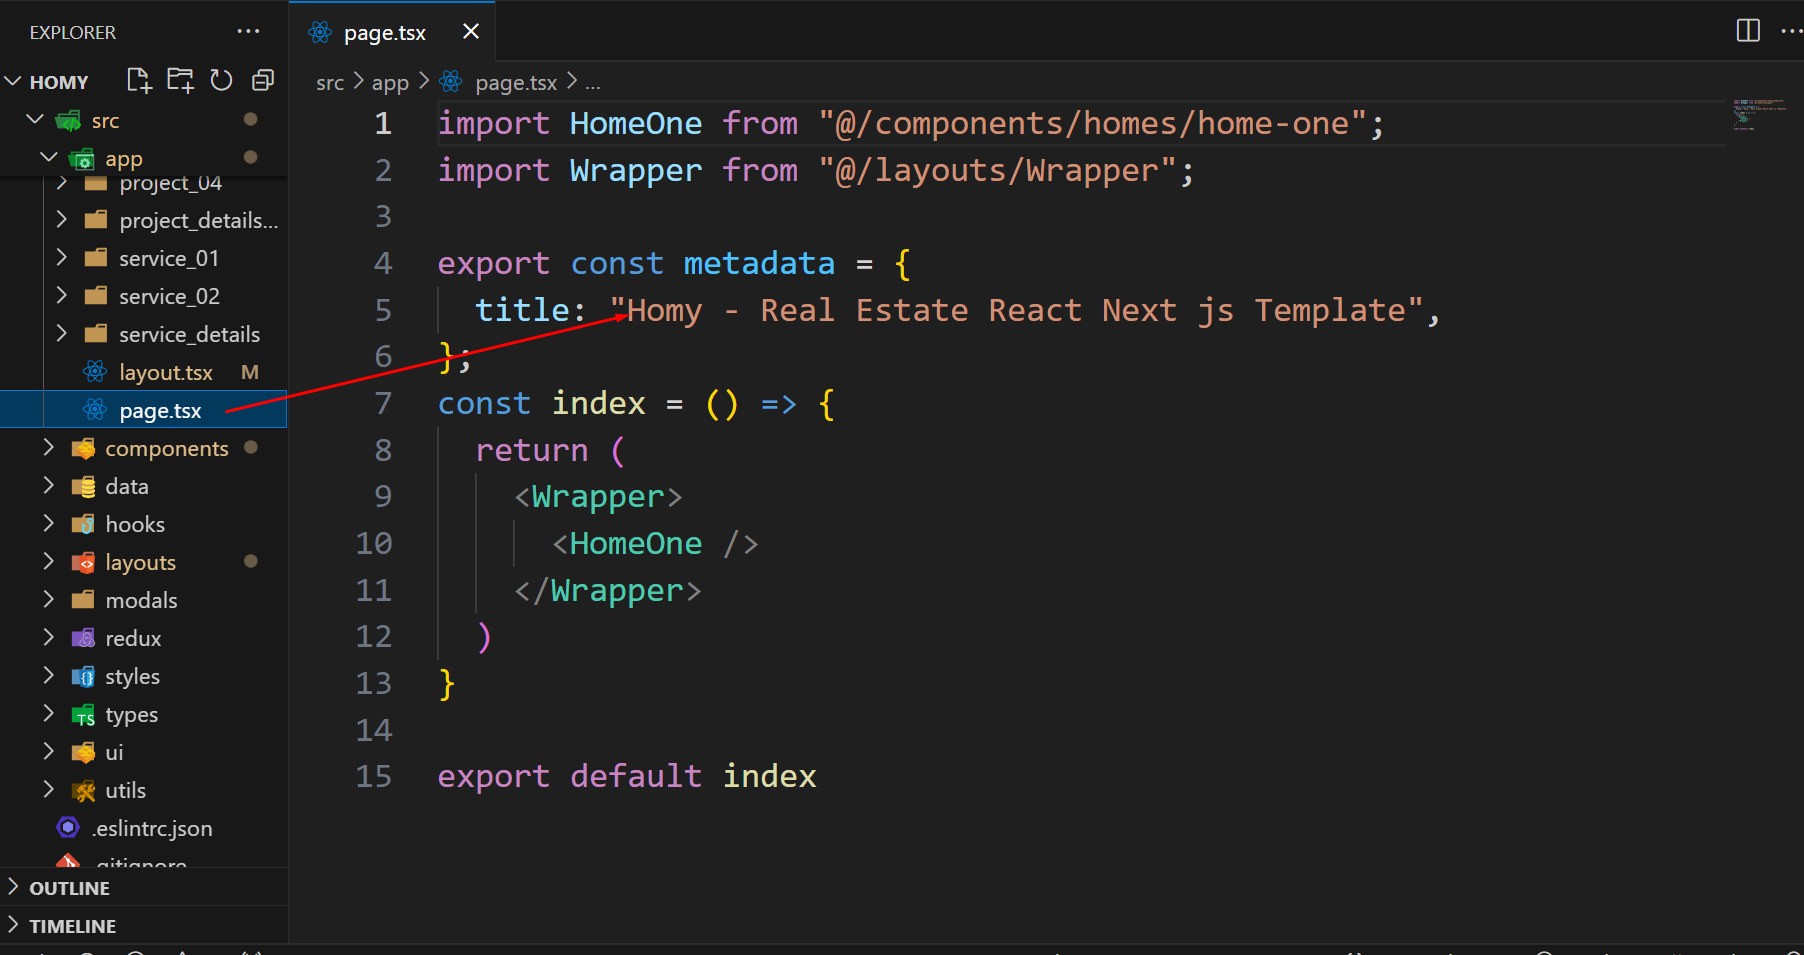 EXPLORER
page.tsx
HOMY
src > app > page.tsx > ...
src
app
project_04
project_details...
service_01
service_02
service_details
layout.tsx M
page.tsx
components
data
hooks
layouts
modals
redux
styles
types
ui
utils
.eslintrc.json
.gitignore
OUTLINE
TIMELINE
1 import HomeOne from "@/components/homes/home-one";
2 import Wrapper from "@/layouts/Wrapper";
3
4 export const metadata = {
5 title: "Homy - Real Estate React Next js Template",
6 };
7 const index = () => {
8 return (
9 <Wrapper>
10 <HomeOne />
11 </Wrapper>
12 )
13 }
14
15 export default index